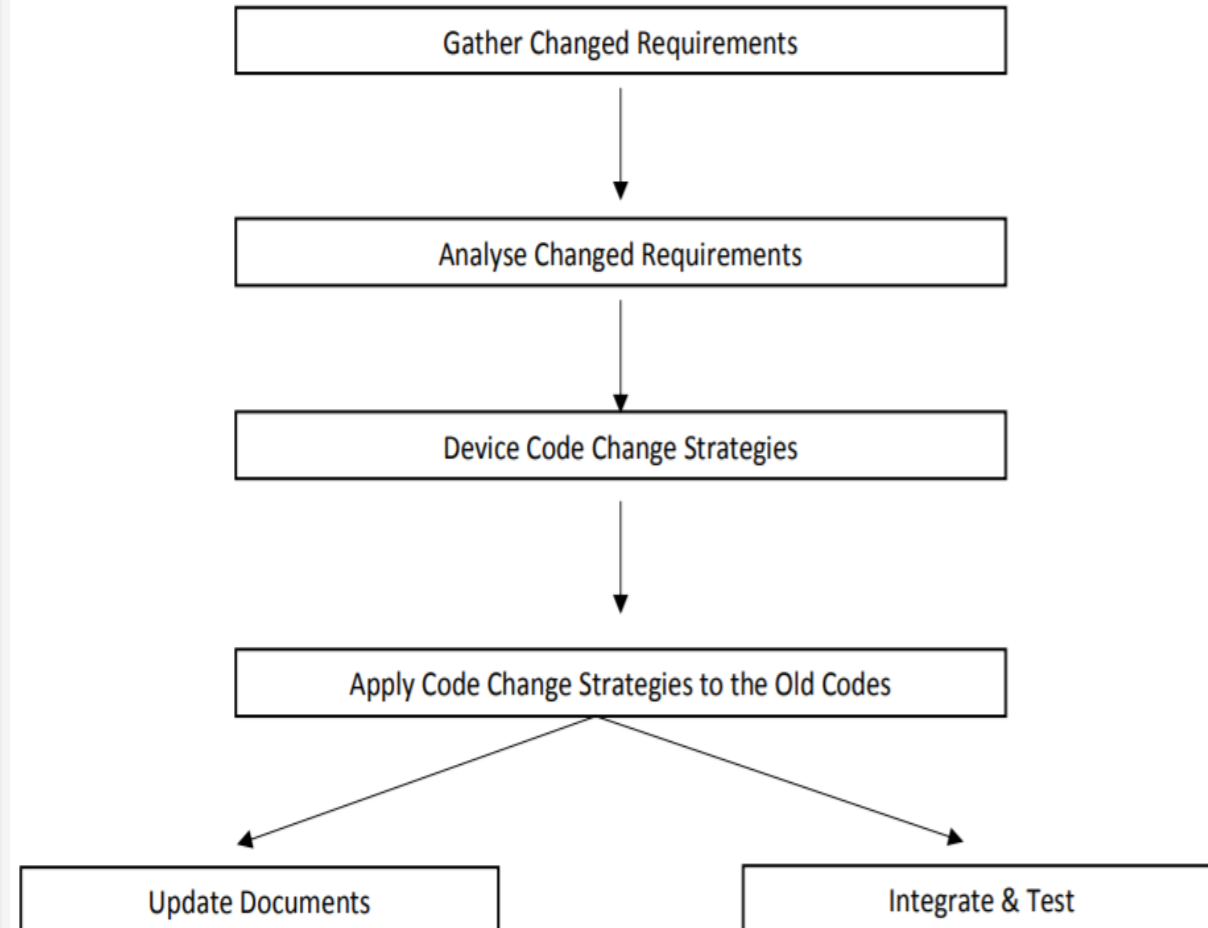 Gather Changed Requirements
Analyse Changed Requirements
Device Code Change Strategies
Apply Code Change Strategies to the Old Codes
Update Documents
Integrate & Test